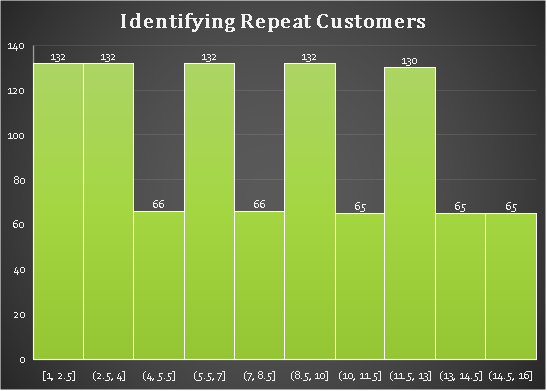 Identifying Repeat Customers
140
120
100
80
60
40
20
0
132 132 66 132 66 132 65 130 65 65
[1, 2.5] (2.5, 4] (4, 5.5] (5.5, 7] (7, 8.5] (8.5, 10] (10, 11.5] (11.5, 13] (13, 14.5] (14.5, 16]